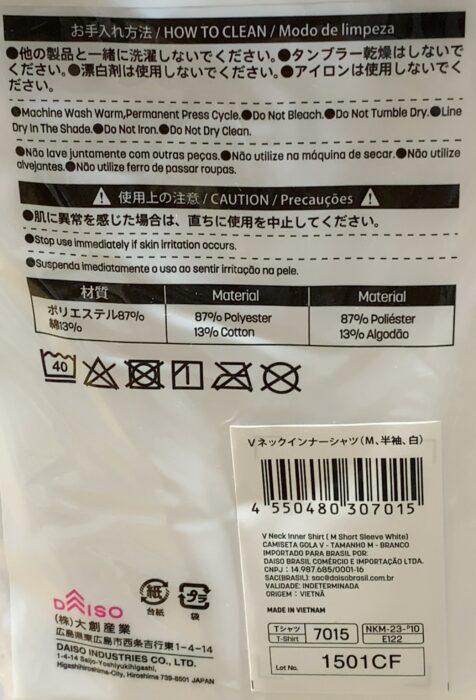 お手入れ方法 / HOW TO CLEAN / Modo de limpeza
●他の製品と一緒に洗濯しないでください。●タンブラー乾燥はしないで
ください。●漂白剤は使用しないでください。●アイロンは使用しないでくだ
さい。
●Machine Wash Warm,Permanent Press Cycle.●Do Not Bleach.●Do Not Tumble Dry.●Line
Dry In The Shade.●Do Not Iron.●Do Not Dry Clean.
●Não lave juntamente com outras peças.●Não utilize na máquina de secar.●Não utilize
alvejantes.●Não utilize ferro de passar roupas.
使用上の注意 / CAUTION / Precauções
●肌に異常を感じた場合は、直ちに使用を中止してください。
●Stop use immediately if skin irritation occurs.
●Suspenda imediatamente o uso ao sentir irritação na pele.
材質 Material Material
ポリエステル87% 87% Polyester 87% Poliéster
綿13% 13% Cotton 13% Algodão
40
Vネックインナーシャツ(M、半袖、白)
4 550480 307015
V Neck Inner Shirt ( M Short Sleeve White)
CAMISETA GOLA V - TAMANHO M - BRANCO
IMPORTADO PARA BRASIL POR:
DAISO BRASIL COMÉRCIO E IMPORTAÇÃO LTDA.
CNPJ : 14.987.685/0001-16
SAC(BRASIL): sac@daisobrasil.com.br
VALIDADE: INDETERMINADA
ORIGEM : VIETNÃ
MADE IN VIETNAM
Tシャツ
T-Shirt
7015
NKM-23-P10
E122
Lot No. 1501CF
紙
台紙
プラ
袋
DAISO
(株)大創産業
広島県東広島市西条吉行東1-4-14
DAISO INDUSTRIES CO., LTD.
1-4-14 Saijo-Yoshiyukihigashi,
Higashihiroshima-City, Hiroshima, 739-8501 JAPAN